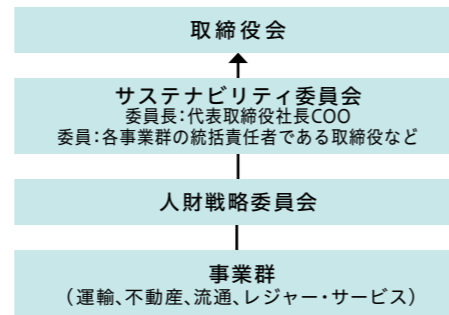 取締役会
サステナビリティ委員会
委員長：代表取締役社長COO
委員：各事業群の統括責任者である取締役など
人財戦略委員会
事業群
（運輸、不動産、流通、レジャー・サービス）